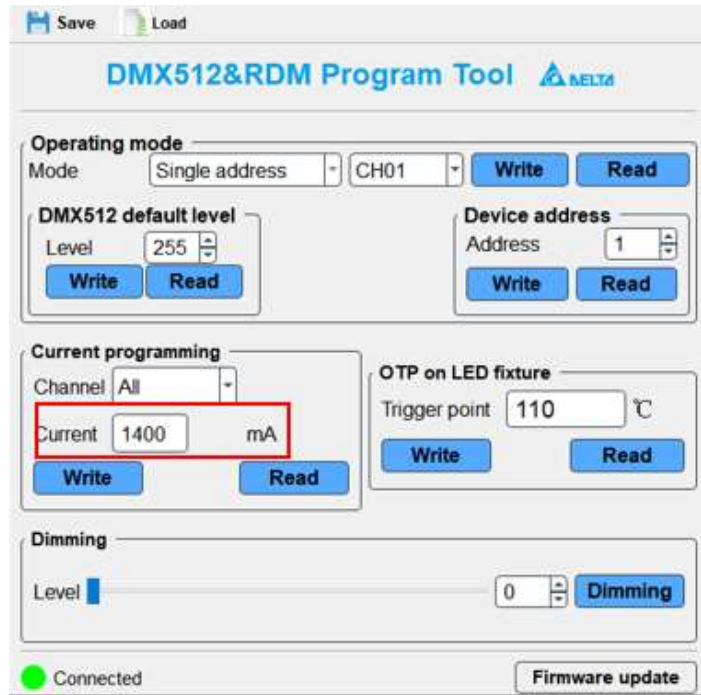 Save Load
DMX512&RDM Program Tool DELTA
Operating mode
Mode Single address CH01 Write Read
DMX512 default level
Level 255
Write Read
Device address
Address 1
Write Read
Current programming
Channel All
Current 1400 mA
Write Read
OTP on LED fixture
Trigger point 110 ℃
Write Read
Dimming
Level 0 Dimming
Connected Firmware update